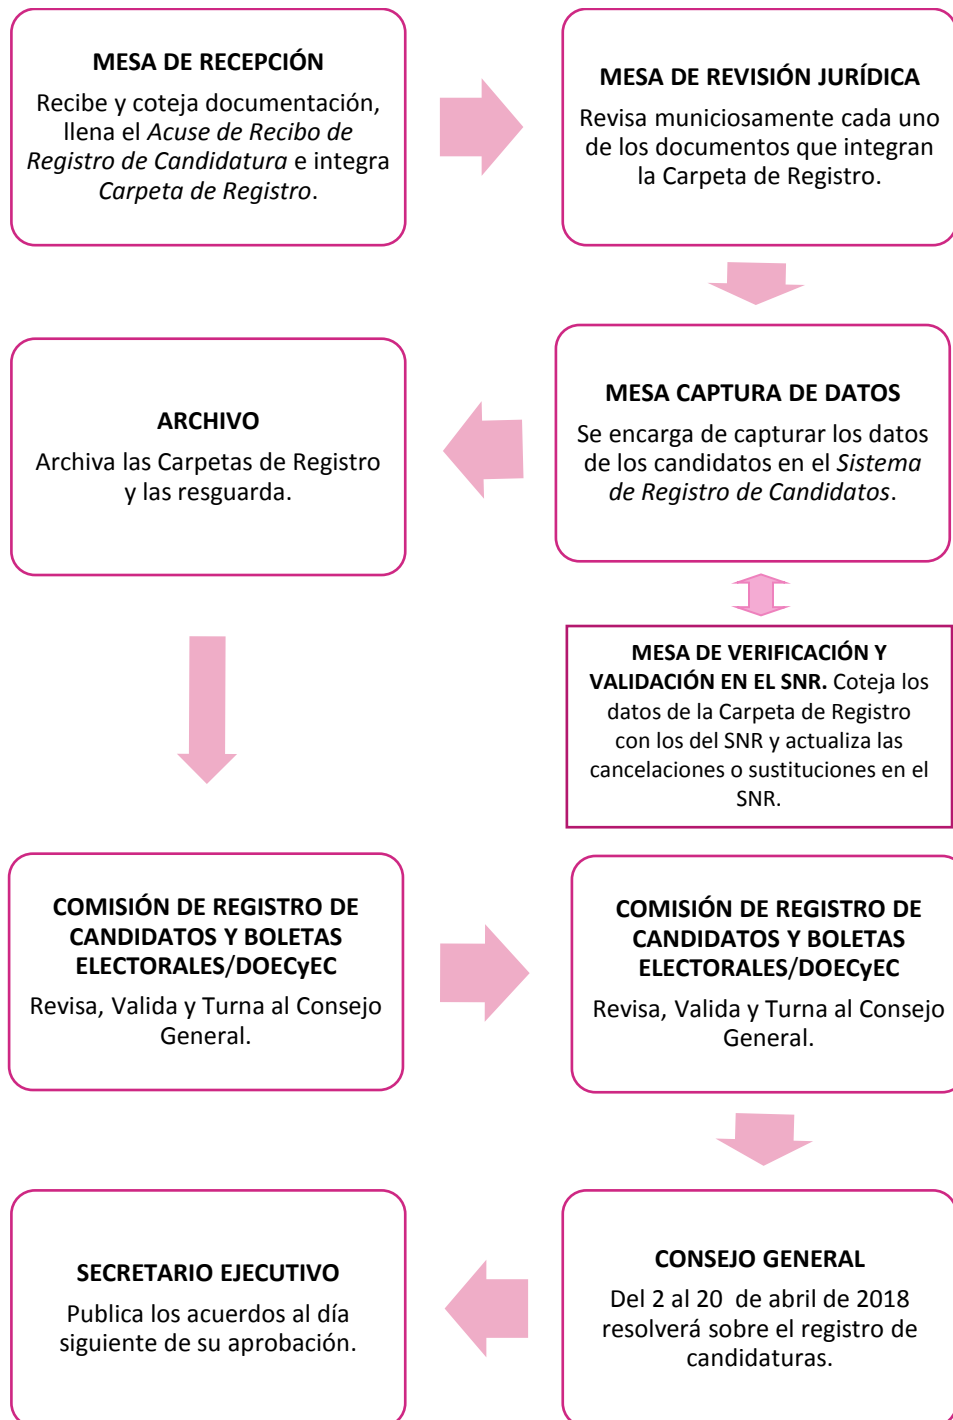 MESA DE RECEPCIÓN
Recibe y coteja documentación,
llena el Acuse de Recibo de
Registro de Candidatura e integra
Carpeta de Registro.
MESA DE REVISIÓN JURÍDICA
Revisa municiosamente cada uno
de los documentos que integran
la Carpeta de Registro.
MESA CAPTURA DE DATOS
Se encarga de capturar los datos
de los candidatos en el Sistema
de Registro de Candidatos.
ARCHIVO
Archiva las Carpetas de Registro
y las resguarda.
MESA DE VERIFICACIÓN Y
VALIDACIÓN EN EL SNR. Coteja los
datos de la Carpeta de Registro
con los del SNR y actualiza las
cancelaciones o sustituciones en el
SNR.
COMISIÓN DE REGISTRO DE
CANDIDATOS Y BOLETAS
ELECTORALES/DOECyEC
Revisa, Valida y Turna al Consejo
General.
COMISIÓN DE REGISTRO DE
CANDIDATOS Y BOLETAS
ELECTORALES/DOECyEC
Revisa, Valida y Turna al Consejo
General.
CONSEJO GENERAL
Del 2 al 20 de abril de 2018
resolverá sobre el registro de
candidaturas.
SECRETARIO EJECUTIVO
Publica los acuerdos al día
siguiente de su aprobación.